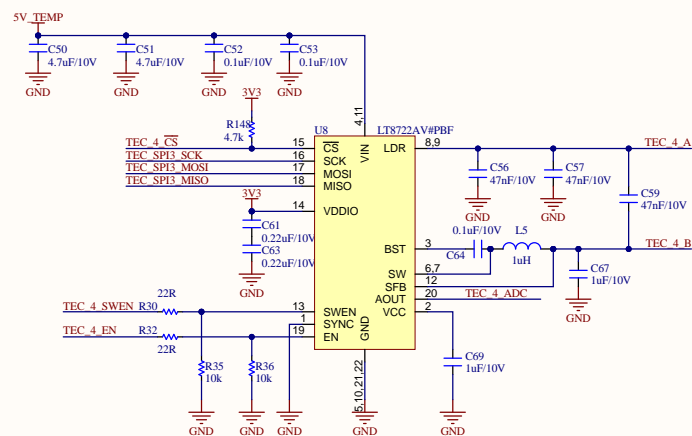 5V_TEMP
C50
4.7uF/10V
C51
4.7uF/10V
C52
0.1uF/10V
C53
0.1uF/10V
GND
GND
GND
GND
3V3
R148
4.7k
U8
4,11
LT8722AV#PBF
TEC_4_CS
15
CS
VIN
LDR
8,9
TEC_4_A
TEC_SPI3_SCK
16
SCK
TEC_SPI3_MOSI
17
MOSI
TEC_SPI3_MISO
18
MISO
C56
47nF/10V
C57
47nF/10V
3V3
GND
GND
C59
47nF/10V
14
VDDIO
C61
0.22uF/10V
C63
0.22uF/10V
GND
0.1uF/10V
L5
BST
3
C64
1uH
TEC_4_B
SW
6,7
SFB
12
C67
1uF/10V
AOUT
20
TEC_4_ADC
GND
22R
TEC_4_SWEN
R30
13
SWEN
VCC
2
1
SYNC
TEC_4_EN
R32
19
EN
GND
22R
R35
10k
R36
10k
C69
1uF/10V
5,10,21,22
GND
GND
GND
GND
GND